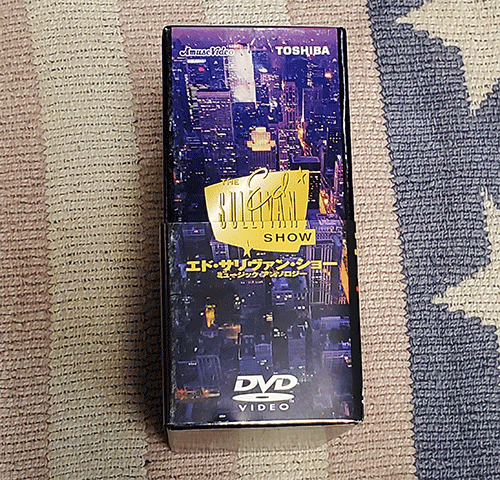 AmuseVideo
TOSHIBA
THE Ed
SULLIVAN
SHOW
エド・サリヴァン・ショー
ミュージック・アンソロジー
DVD
VIDEO